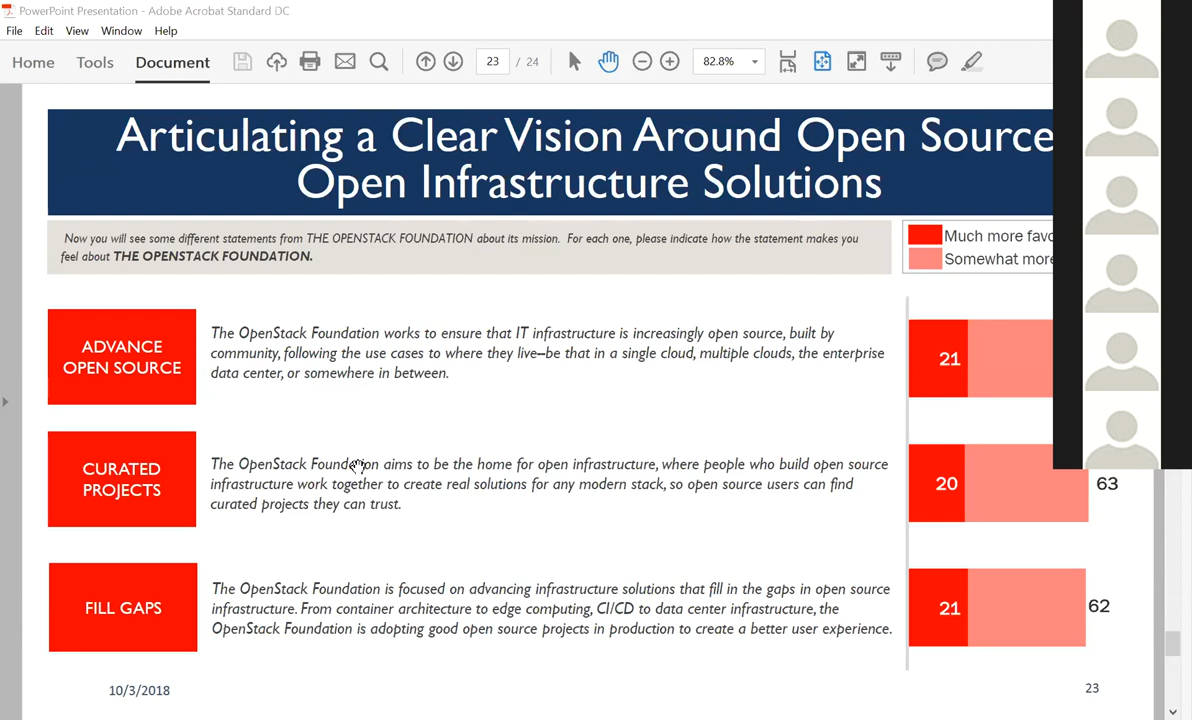 PowerPoint Presentation - Adobe Acrobat Standard DC
File Edit View Window Help
Home Tools Document 23 / 24 82.8%
Articulating a Clear Vision Around Open Source
Open Infrastructure Solutions
Now you will see some different statements from THE OPENSTACK FOUNDATION about its mission. For each one, please indicate how the statement makes you
feel about THE OPENSTACK FOUNDATION.
Much more favo
Somewhat more
ADVANCE
OPEN SOURCE
The OpenStack Foundation works to ensure that IT infrastructure is increasingly open source, built by
community, following the use cases to where they live--be that in a single cloud, multiple clouds, the enterprise
data center, or somewhere in between.
21
CURATED
PROJECTS
The OpenStack Foundation aims to be the home for open infrastructure, where people who build open source
infrastructure work together to create real solutions for any modern stack, so open source users can find
curated projects they can trust.
20
63
FILL GAPS
The OpenStack Foundation is focused on advancing infrastructure solutions that fill in the gaps in open source
infrastructure. From container architecture to edge computing, CI/CD to data center infrastructure, the
OpenStack Foundation is adopting good open source projects in production to create a better user experience.
21
62
10/3/2018
23